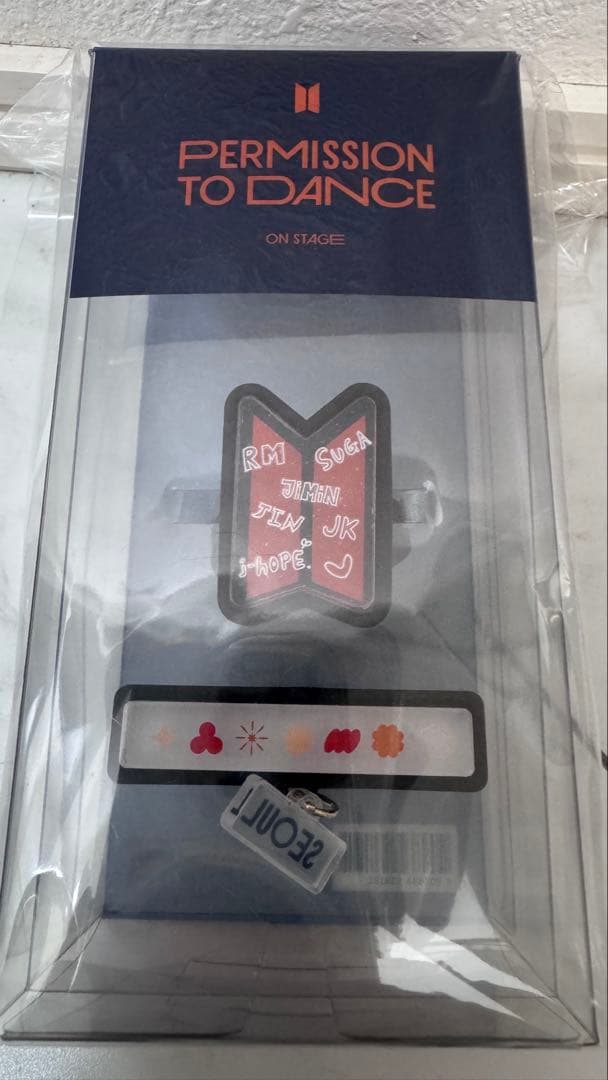 PERMISSION
TO DANCE
ON STAGE
RM SUGA
JiMiN
JIN JK
j-hOPE.
SEOUL